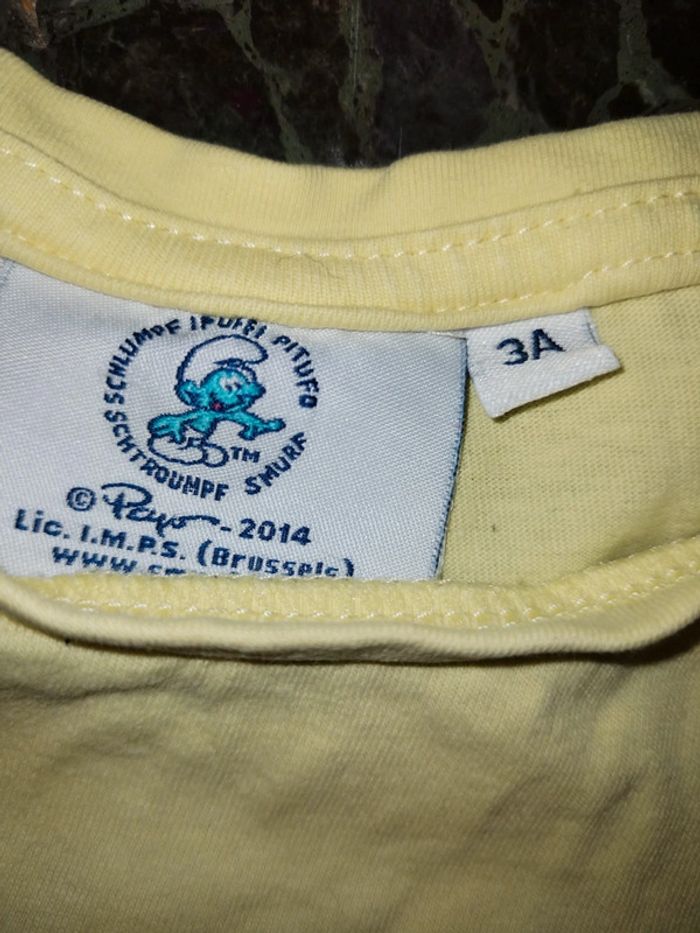 SCHTROUMPF SCHLUMPF I PUFFI PITUFO SMURF
TM
3A
© Peyo - 2014
Lic. I.M.P.S. (Brussels)